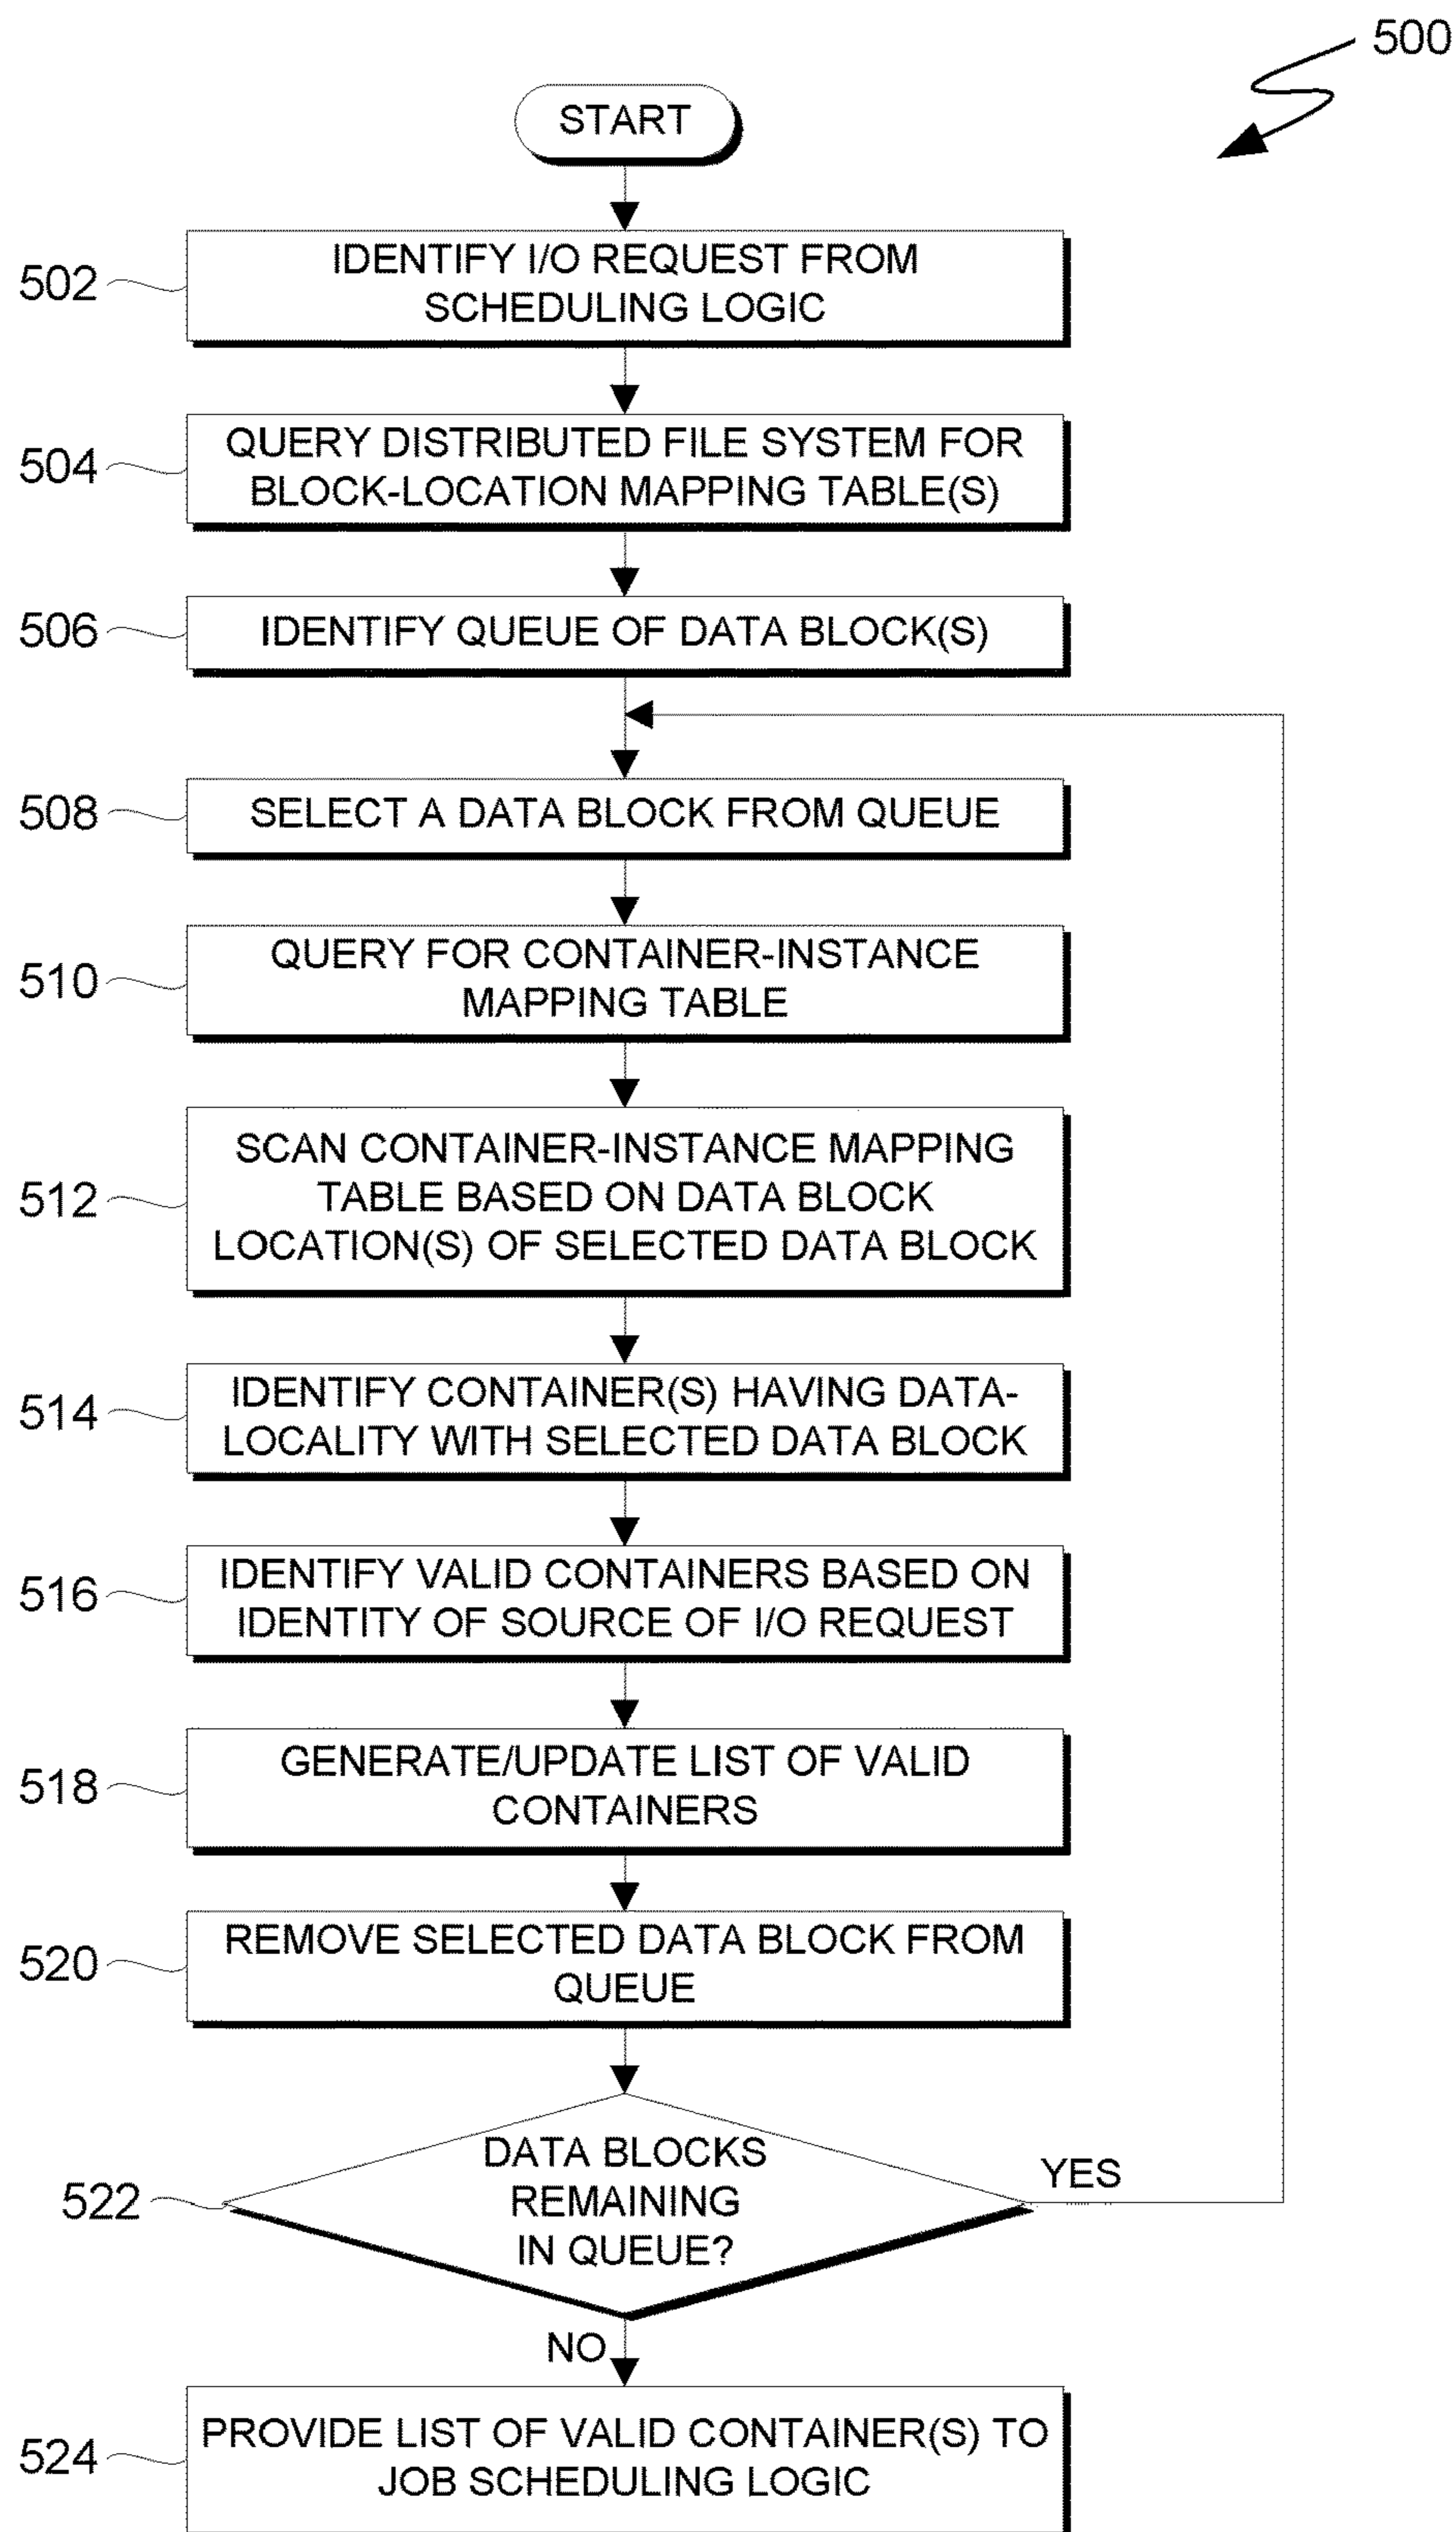 500
START
502
IDENTIFY I/O REQUEST FROM
SCHEDULING LOGIC
504
QUERY DISTRIBUTED FILE SYSTEM FOR
BLOCK-LOCATION MAPPING TABLE(S)
506
IDENTIFY QUEUE OF DATA BLOCK(S)
508
SELECT A DATA BLOCK FROM QUEUE
510
QUERY FOR CONTAINER-INSTANCE
MAPPING TABLE
512
SCAN CONTAINER-INSTANCE MAPPING
TABLE BASED ON DATA BLOCK
LOCATION(S) OF SELECTED DATA BLOCK
514
IDENTIFY CONTAINER(S) HAVING DATA-
LOCALITY WITH SELECTED DATA BLOCK
516
IDENTIFY VALID CONTAINERS BASED ON
IDENTITY OF SOURCE OF I/O REQUEST
518
GENERATE/UPDATE LIST OF VALID
CONTAINERS
520
REMOVE SELECTED DATA BLOCK FROM
QUEUE
522
DATA BLOCKS
REMAINING
IN QUEUE?
YES
NO
524
PROVIDE LIST OF VALID CONTAINER(S) TO
JOB SCHEDULING LOGIC